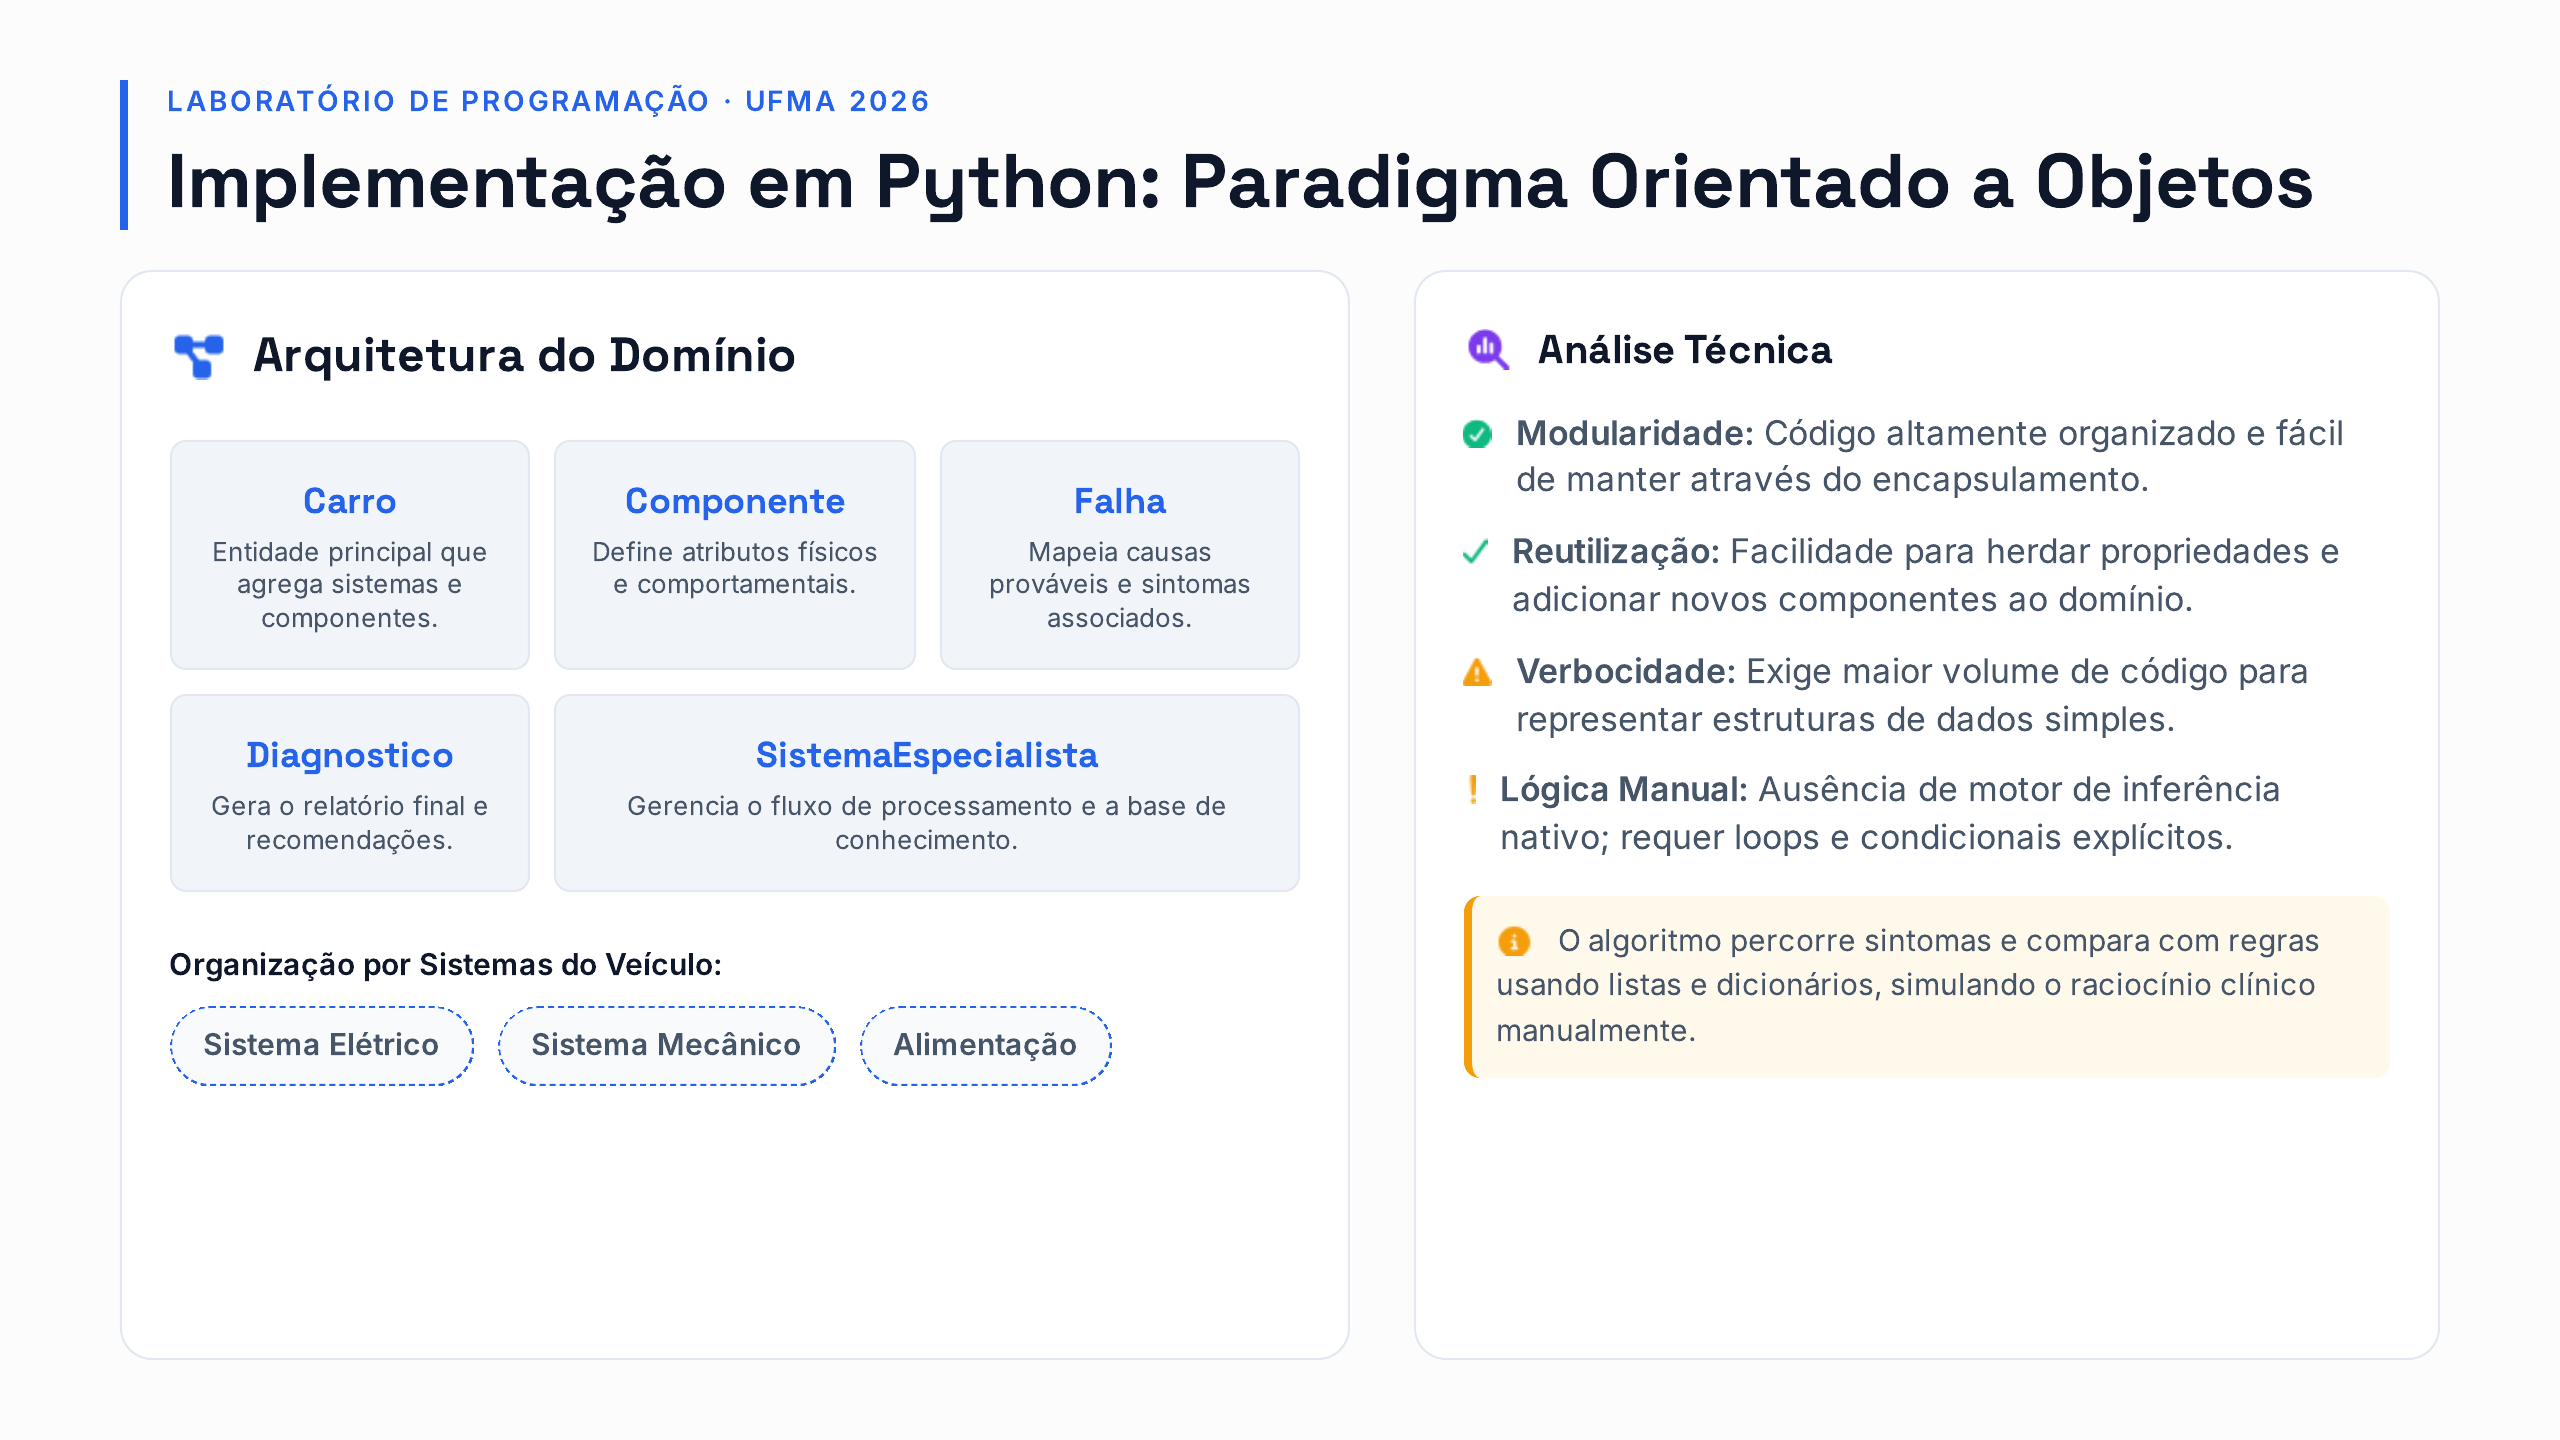 LABORATÓRIO DE PROGRAMAÇÃO · UFMA 2026
Implementação em Python: Paradigma Orientado a Objetos
Arquitetura do Domínio
Carro
Entidade principal que
agrega sistemas e
componentes.
Componente
Define atributos físicos
e comportamentais.
Falha
Mapeia causas
prováveis e sintomas
associados.
Diagnostico
Gera o relatório final e
recomendações.
SistemaEspecialista
Gerencia o fluxo de processamento e a base de
conhecimento.
Organização por Sistemas do Veículo:
Sistema Elétrico
Sistema Mecânico
Alimentação
Análise Técnica
Modularidade: Código altamente organizado e fácil
de manter através do encapsulamento.
Reutilização: Facilidade para herdar propriedades e
adicionar novos componentes ao domínio.
Verbocidade: Exige maior volume de código para
representar estruturas de dados simples.
Lógica Manual: Ausência de motor de inferência
nativo; requer loops e condicionais explícitos.
O algoritmo percorre sintomas e compara com regras
usando listas e dicionários, simulando o raciocínio clínico
manualmente.